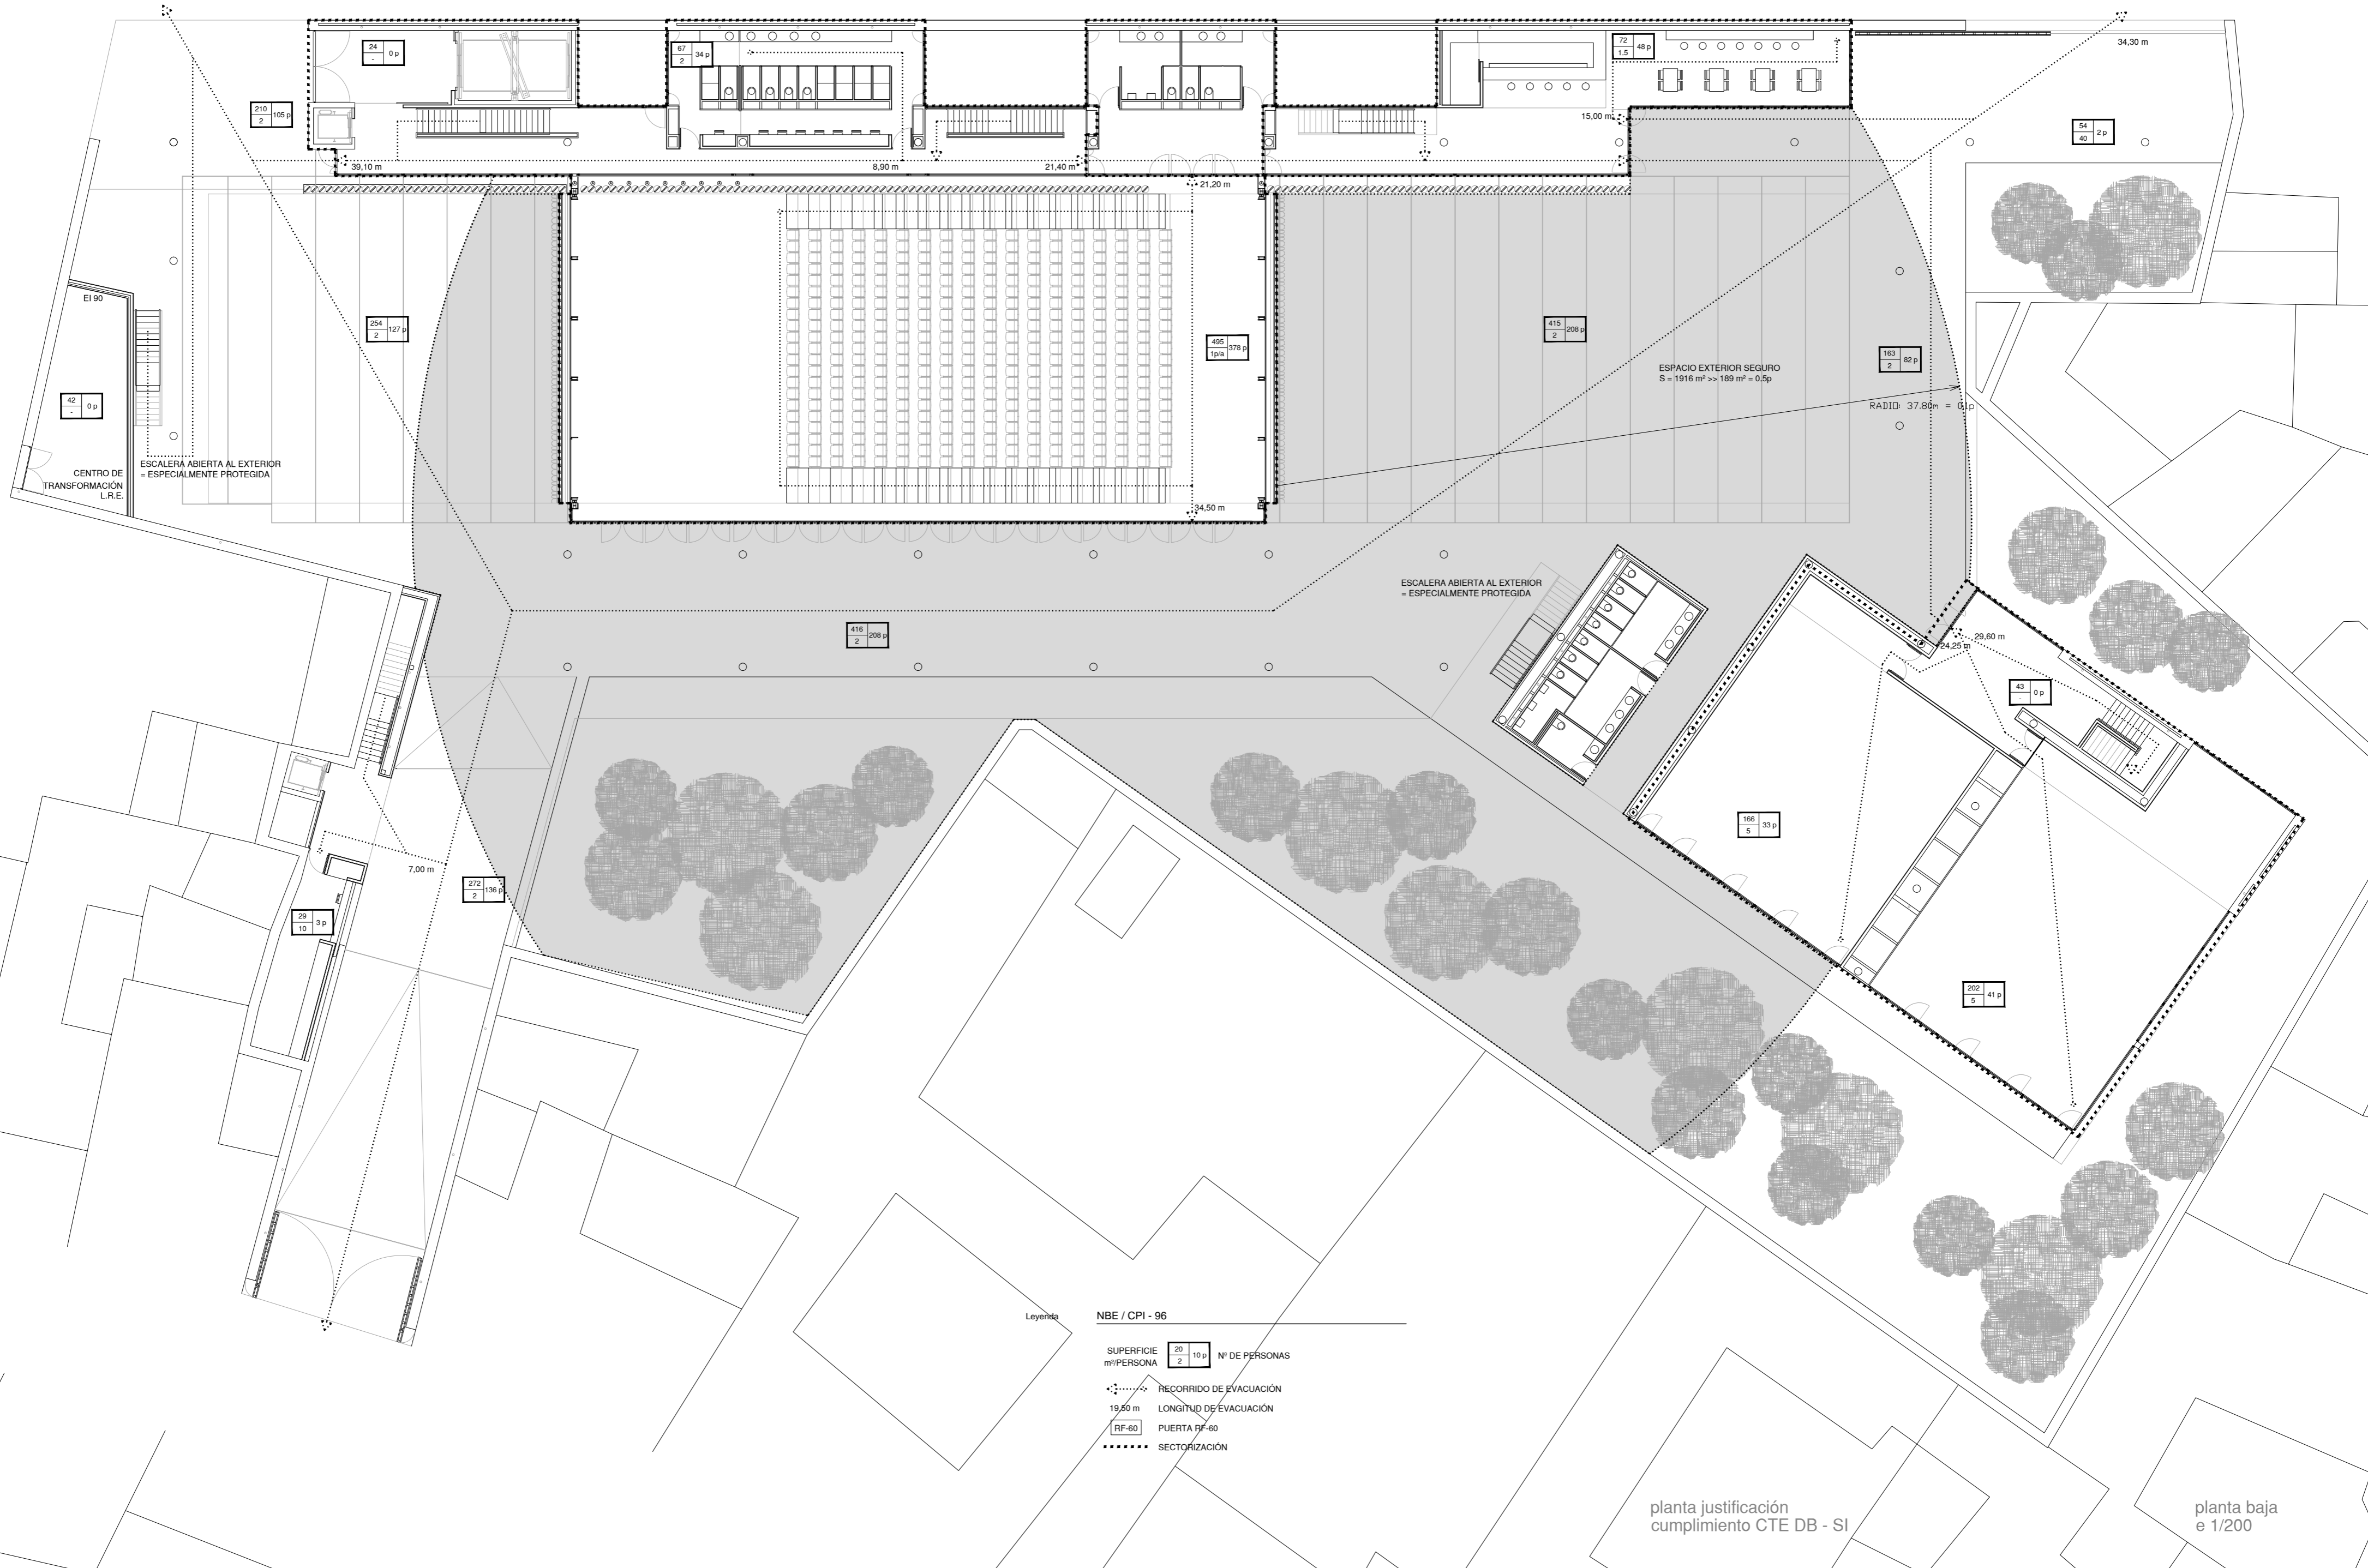 34,30 m
24
-
0 p
67
2
34 p
72
1.5
48 p
210
2
105 p
15,00 m
54
40
2 p
39,10 m
8,90 m
21,40 m
21,20 m
EI 90
254
2
127 p
415
2
208 p
495
1p/a
378 p
163
2
82 p
ESPACIO EXTERIOR SEGURO
S = 1916 m² >> 189 m² = 0.5p
RADIO: 37.80m = 0.1p
42
-
0 p
CENTRO DE
TRANSFORMACIÓN
L.R.E.
ESCALERA ABIERTA AL EXTERIOR
= ESPECIALMENTE PROTEGIDA
34,50 m
ESCALERA ABIERTA AL EXTERIOR
= ESPECIALMENTE PROTEGIDA
416
2
208 p
29,60 m
24,25 m
43
-
0 p
166
5
33 p
7,00 m
272
2
136 p
29
10
3 p
202
5
41 p
Leyenda
NBE / CPI - 96
SUPERFICIE
m²/PERSONA
20
2
10 p
Nº DE PERSONAS
RECORRIDO DE EVACUACIÓN
19,50 m LONGITUD DE EVACUACIÓN
RF-60 PUERTA RF-60
SECTORIZACIÓN
planta justificación
cumplimiento CTE DB - SI
planta baja
e 1/200